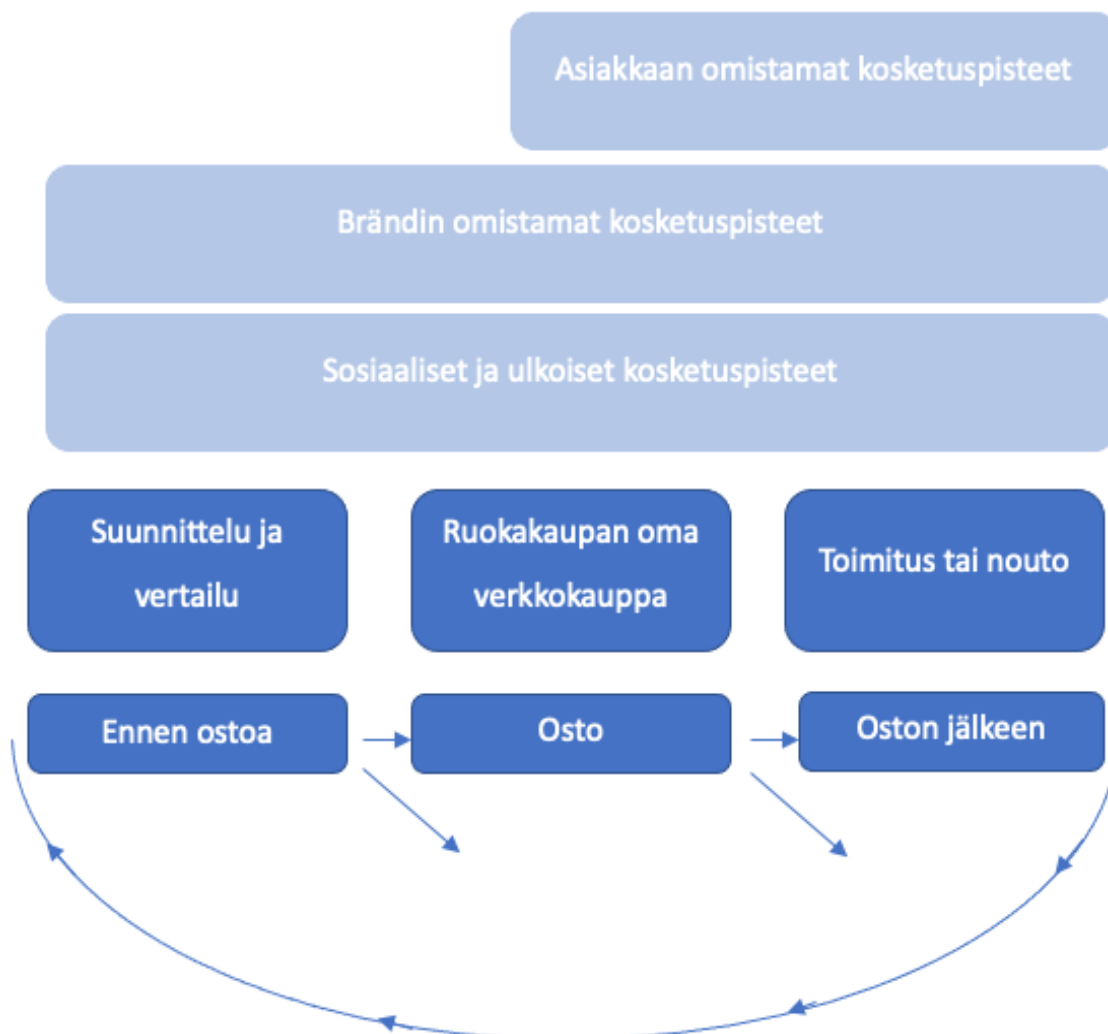 Asiakkaan omistamat kosketuspisteet
Brändin omistamat kosketuspisteet
Sosiaaliset ja ulkoiset kosketuspisteet
Suunnittelu ja
vertailu
Ruokakaupan oma
verkkokauppa
Toimitus tai nouto
Ennen ostoa
Osto
Oston jälkeen